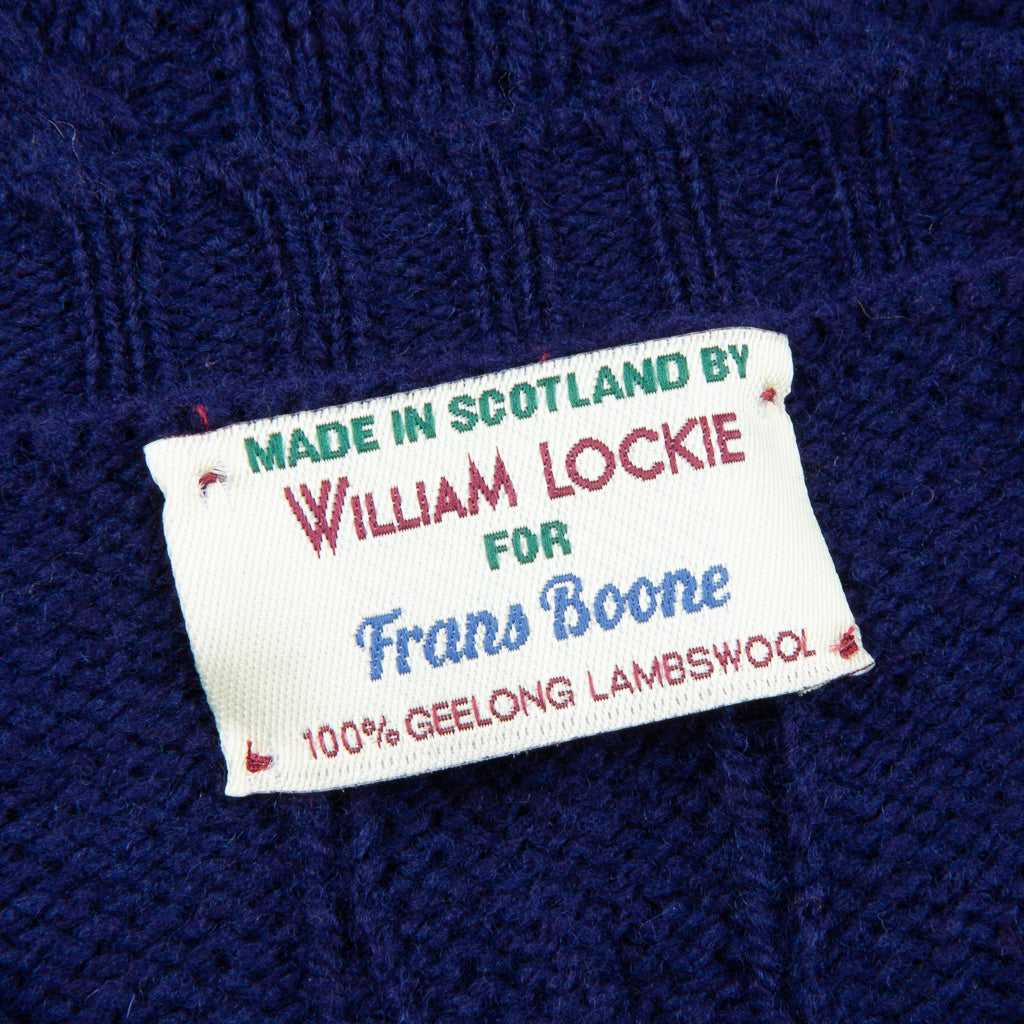 MADE IN SCOTLAND BY
WILLIAM LOCKIE
FOR
Frans Boone
100% GEELONG LAMBSWOOL